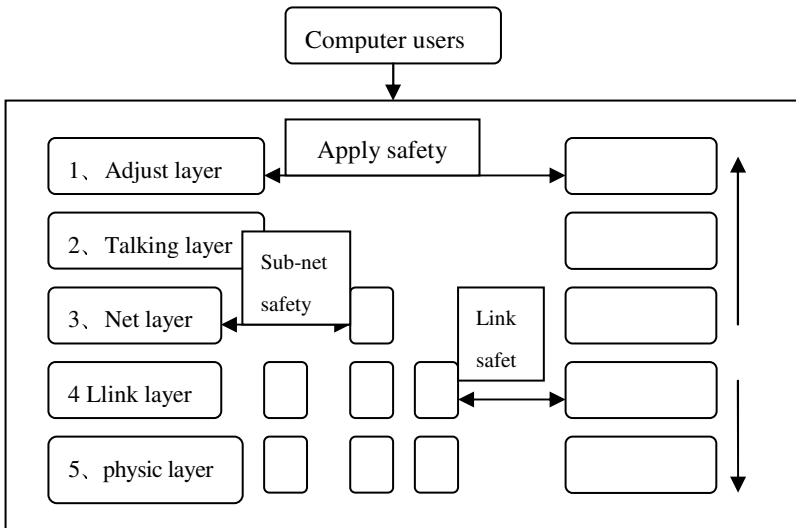 Computer users
Apply safety
1、Adjust layer
2、Talking layer
Sub-net
safety
3、Net layer
Link
safet
4 Llink layer
5、physic layer